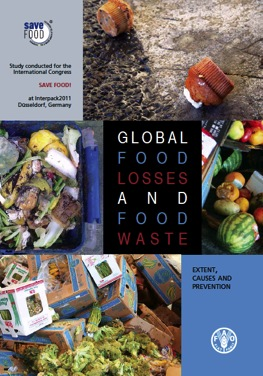 save
FOOD
Study conducted for the
International Congress
SAVE FOOD!
at Interpack2011
Düsseldorf, Germany
GLOBAL
FOOD
LOSSES
AND
FOOD
WASTE
EXTENT,
CAUSES AND
PREVENTION